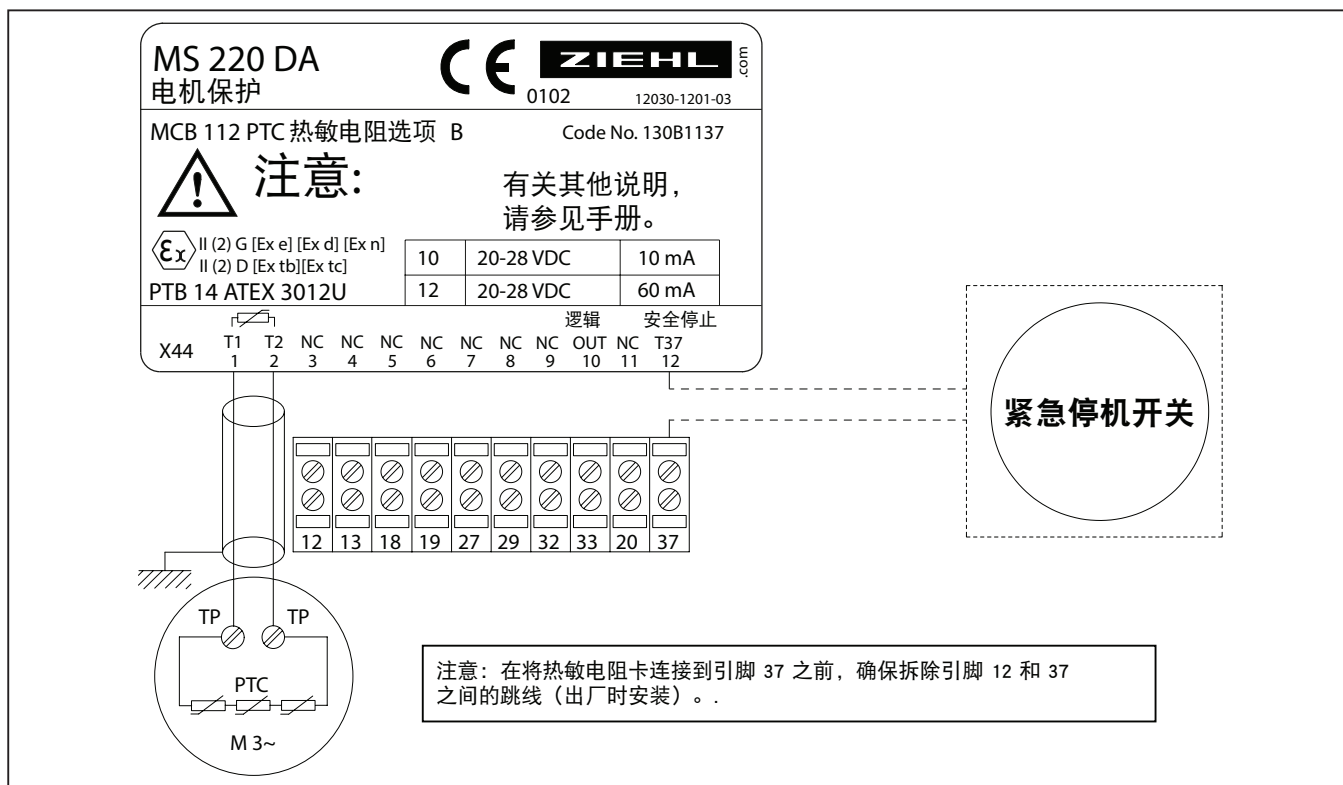 MS 220 DA
电机保护
CE 0102
ZIEHL .com
12030-1201-03
MCB 112 PTC 热敏电阻选项 B
Code No. 130B1137
注意:
有关其他说明，
请参见手册。
Ex II (2) G [Ex e] [Ex d] [Ex n]
II (2) D [Ex tb][Ex tc]
PTB 14 ATEX 3012U
10 20-28 VDC 10 mA
12 20-28 VDC 60 mA
逻辑 安全停止
X44 T1 T2 NC NC NC NC NC NC NC OUT NC T37
1 2 3 4 5 6 7 8 9 10 11 12
紧急停机开关
12 13 18 19 27 29 32 33 20 37
TP TP
PTC
M 3~
注意：在将热敏电阻卡连接到引脚 37 之前，确保拆除引脚 12 和 37
之间的跳线（出厂时安装）。.